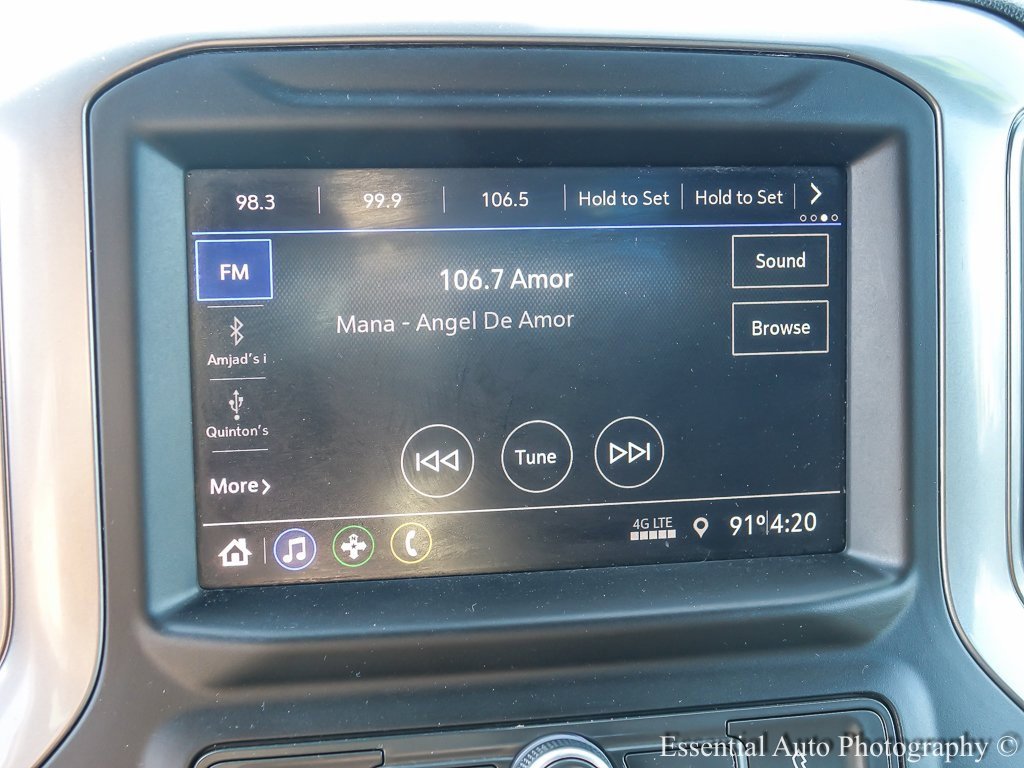 98.3 99.9 106.5 Hold to Set Hold to Set
FM
106.7 Amor
Mana - Angel De Amor
Sound
Browse
Amjad's i
Quinton's
More
Tune
4G LTE
91° 4:20
Essential Auto Photography ©